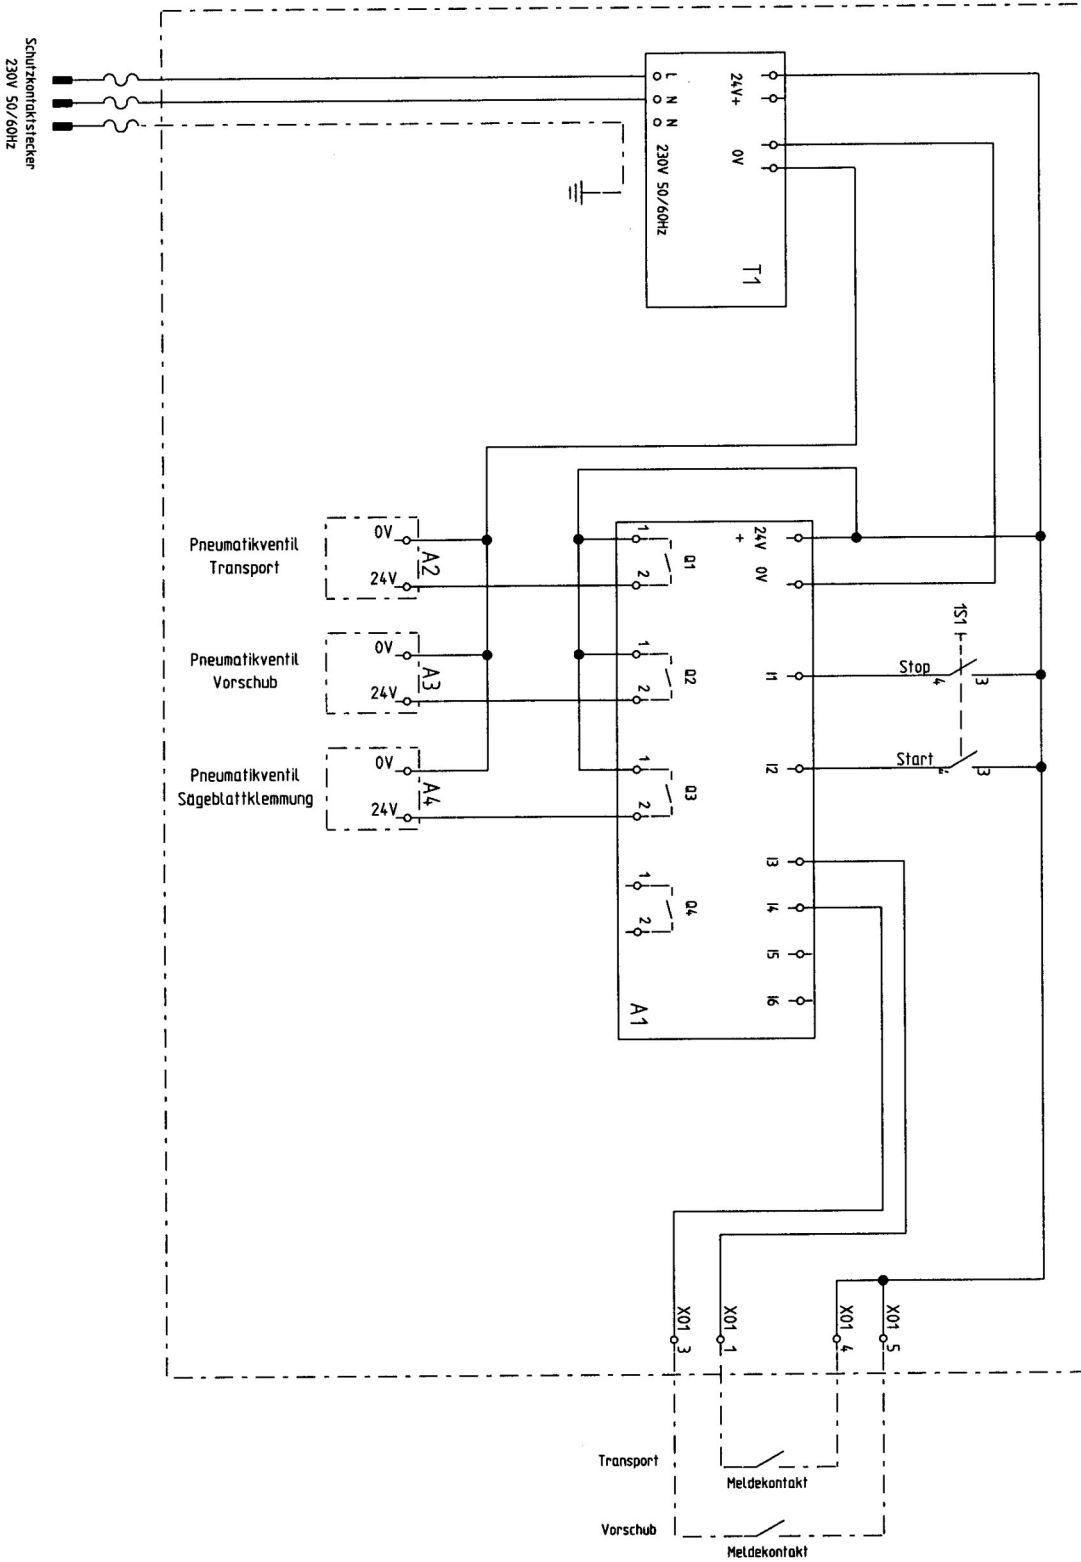 Schutzkontaktstecker
230V 50/60Hz
L
N
N
230V 50/60Hz
24V+
0V
T1
Pneumatikventil
Transport
0V
24V
A2
Pneumatikventil
Vorschub
0V
24V
A3
Pneumatikventil
Sägeblattklemmung
0V
24V
A4
1
2
Q1
1
2
Q2
1
2
Q3
1
2
Q4
24V
+
0V
I1
I2
I3
I4
I5
I6
A1
1S1
Stop
4
3
Start
3
X01
3
X01
1
X01
4
X01
5
Transport
Meldekontakt
Vorschub
Meldekontakt